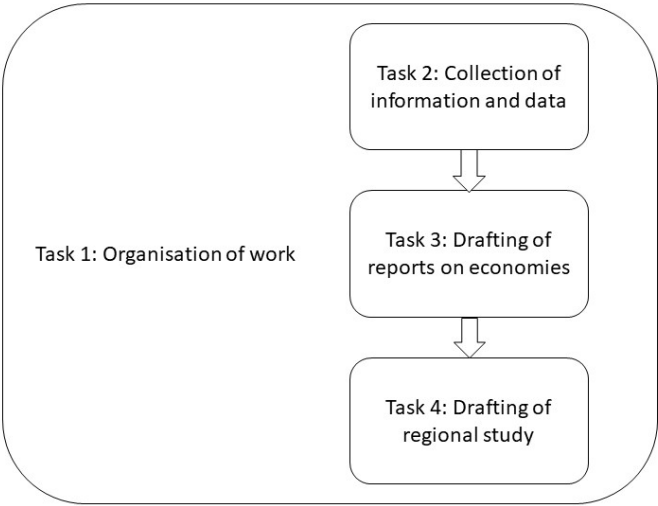 Task 2: Collection of
information and data
Task 1: Organisation of work
Task 3: Drafting of
reports on economies
Task 4: Drafting of
regional study